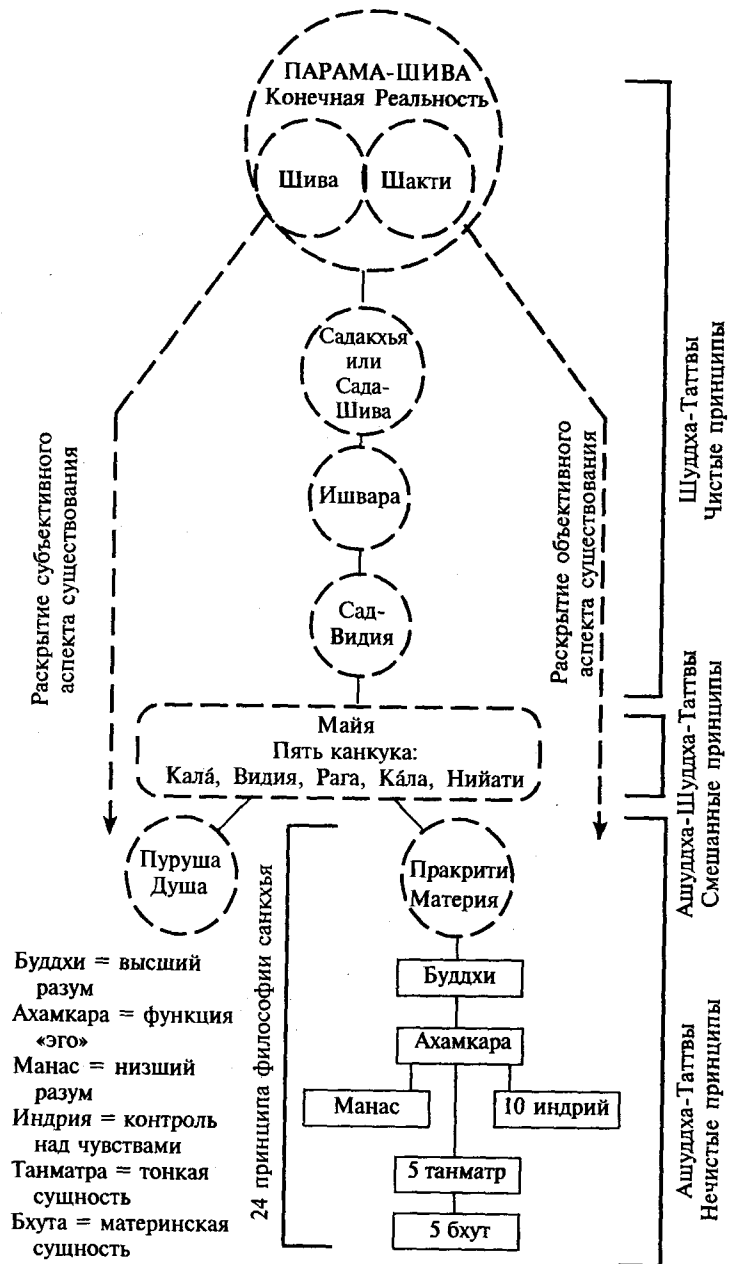 ПАРАМА-ШИВА
Конечная Реальность
Шива
Шакти
Садакхья
или
Сада-
Шива
Ишвара
Сад-
Видия
Раскрытие субъективного
аспекта существования
Раскрытие объективного
аспекта существования
Шуддха-Таттвы
Чистые принципы
Майя
Пять канкука:
Кала́, Видия, Рага, Ка́ла, Нийати
Ашуддха-Шуддха-Таттвы
Смешанные принципы
Пуруша
Душа
Пракрити
Материя
24 принципа философии санкхья
Буддхи
Ахамкара
Манас
10 индрий
5 танматр
5 бхут
Ашуддха-Таттвы
Нечистые принципы
Буддхи = высший
разум
Ахамкара = функция
«эго»
Манас = низший
разум
Индрия = контроль
над чувствами
Танматра = тонкая
сущность
Бхута = материнская
сущность